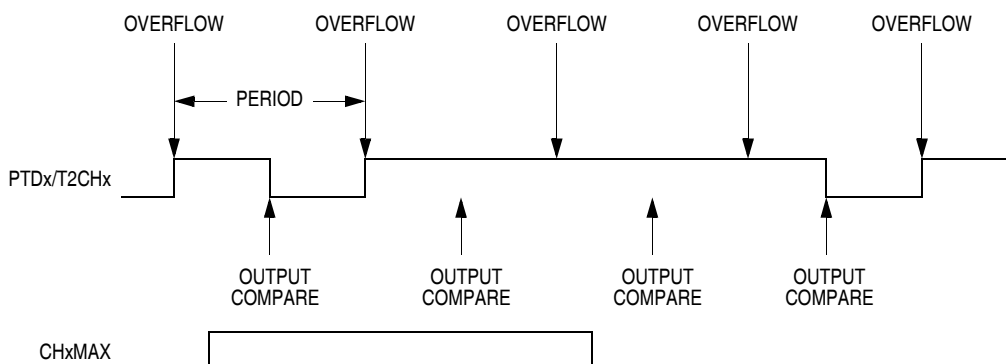 OVERFLOW OVERFLOW OVERFLOW OVERFLOW OVERFLOW
PERIOD
PTDx/T2CHx
OUTPUT COMPARE
OUTPUT COMPARE
OUTPUT COMPARE
OUTPUT COMPARE
CHxMAX